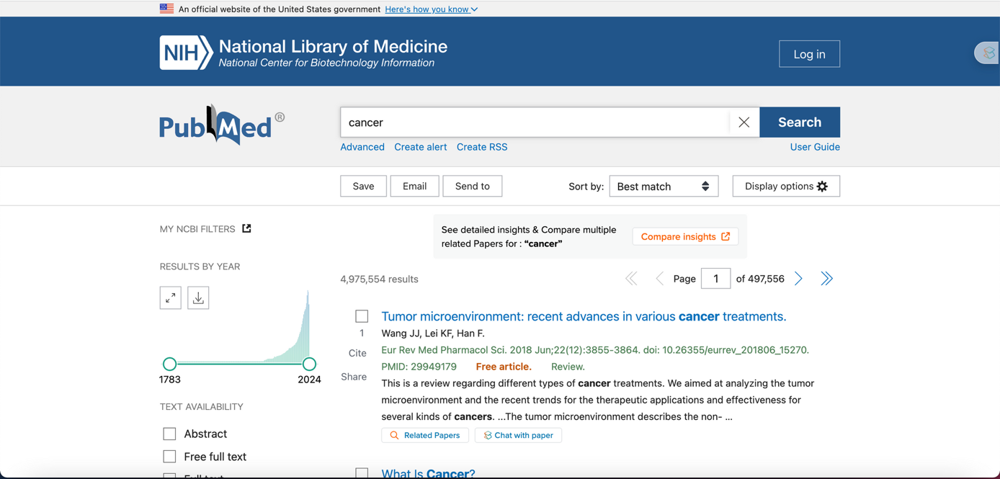 An official website of the United States government Here's how you know
NIH National Library of Medicine
National Center for Biotechnology Information
Log in
PubMed®
cancer
Search
Advanced Create alert Create RSS User Guide
Save Email Send to Sort by: Best match Display options
MY NCBI FILTERS
See detailed insights & Compare multiple
related Papers for : “cancer”
Compare insights
RESULTS BY YEAR
4,975,554 results
Page 1 of 497,556
1783 2024
TEXT AVAILABILITY
Abstract
Free full text
Full text
Tumor microenvironment: recent advances in various cancer treatments.
1
Wang JJ, Lei KF, Han F.
Cite
Eur Rev Med Pharmacol Sci. 2018 Jun;22(12):3855-3864. doi: 10.26355/eurrev_201806_15270.
PMID: 29949179 Free article. Review.
Share
This is a review regarding different types of cancer treatments. We aimed at analyzing the tumor
microenvironment and the recent trends for the therapeutic applications and effectiveness for
several kinds of cancers. ...The tumor microenvironment describes the non- ...
Related Papers Chat with paper
What Is Cancer?